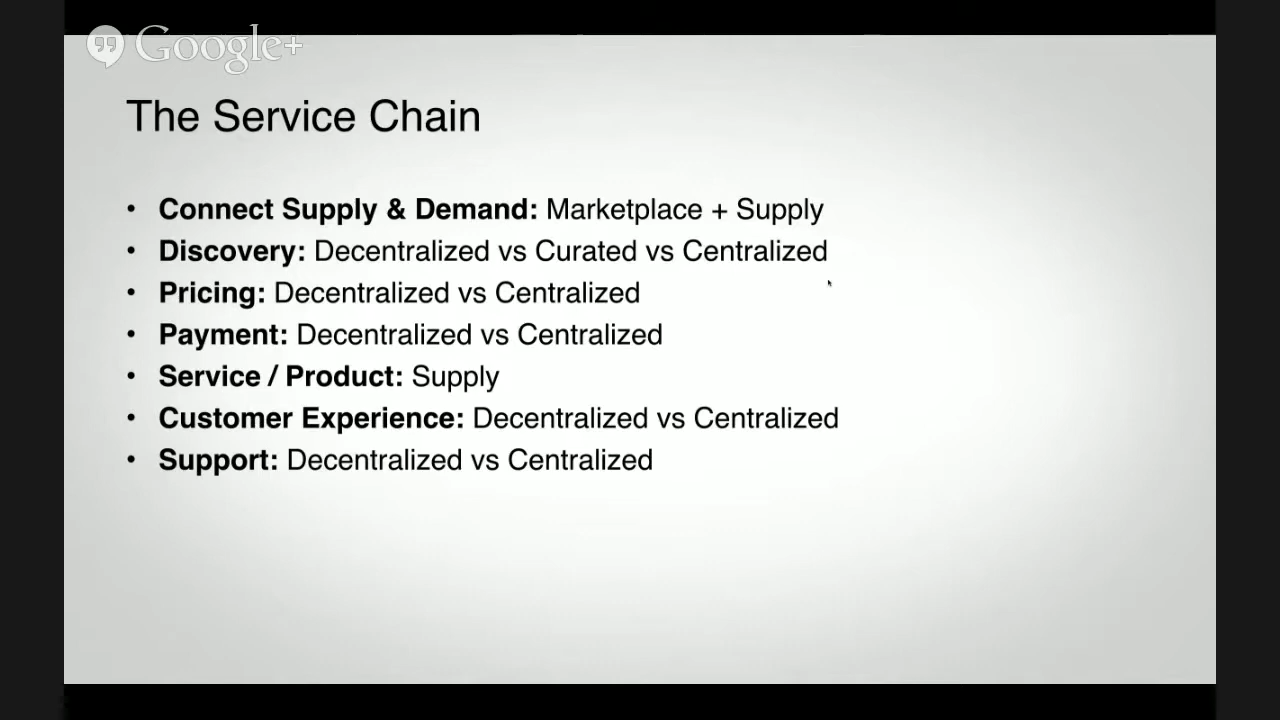 Google+
The Service Chain
• Connect Supply & Demand: Marketplace + Supply
• Discovery: Decentralized vs Curated vs Centralized
• Pricing: Decentralized vs Centralized
• Payment: Decentralized vs Centralized
• Service / Product: Supply
• Customer Experience: Decentralized vs Centralized
• Support: Decentralized vs Centralized